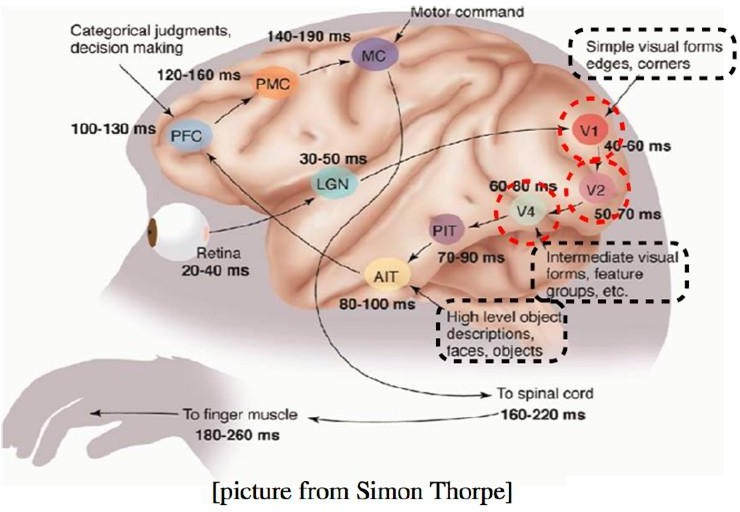 Motor command
Categorical judgments,
decision making
140-190 ms
MC
Simple visual forms
edges, corners
120-160 ms
PMC
100-130 ms
PFC
V1
40-60 ms
30-50 ms
LGN
60-80 ms
V2
V4
50-70 ms
PIT
70-90 ms
Retina
20-40 ms
AIT
80-100 ms
Intermediate visual
forms, feature
groups, etc.
High level object
descriptions,
faces, objects
To spinal cord
160-220 ms
To finger muscle
180-260 ms
[picture from Simon Thorpe]